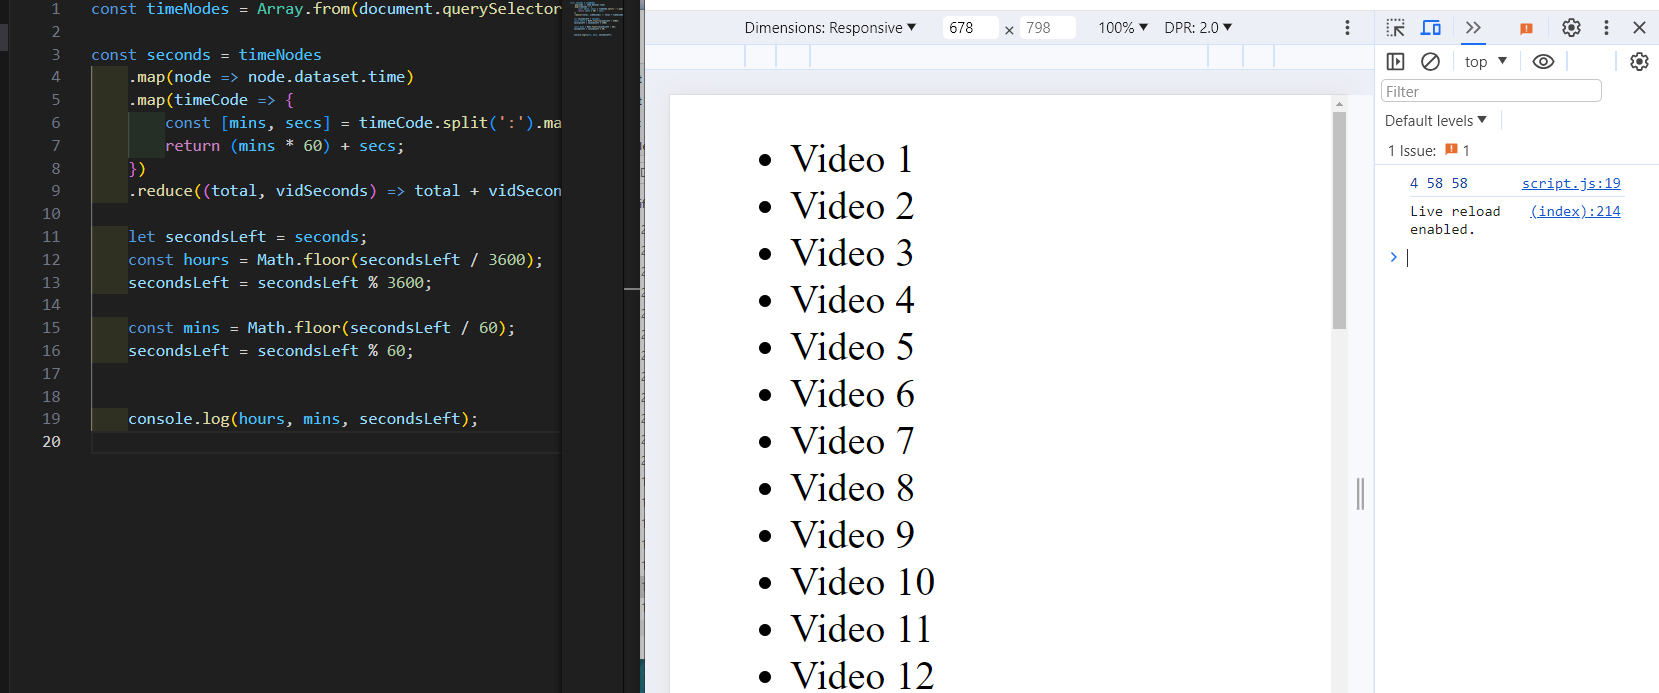 1 const timeNodes = Array.from(document.querySelector
2
3 const seconds = timeNodes
4 .map(node => node.dataset.time)
5 .map(timeCode => {
6 const [mins, secs] = timeCode.split(':').ma
7 return (mins * 60) + secs;
8 })
9 .reduce((total, vidSeconds) => total + vidSecon
10
11 let secondsLeft = seconds;
12 const hours = Math.floor(secondsLeft / 3600);
13 secondsLeft = secondsLeft % 3600;
14
15 const mins = Math.floor(secondsLeft / 60);
16 secondsLeft = secondsLeft % 60;
17
18
19 console.log(hours, mins, secondsLeft);
20
Dimensions: Responsive ▼ 678 × 798 100% ▼ DPR: 2.0 ▼
• Video 1
• Video 2
• Video 3
• Video 4
• Video 5
• Video 6
• Video 7
• Video 8
• Video 9
• Video 10
• Video 11
• Video 12
top ▼
Filter
Default levels ▼
1 Issue: 1
4 58 58 script.js:19
Live reload (index):214
enabled.
>